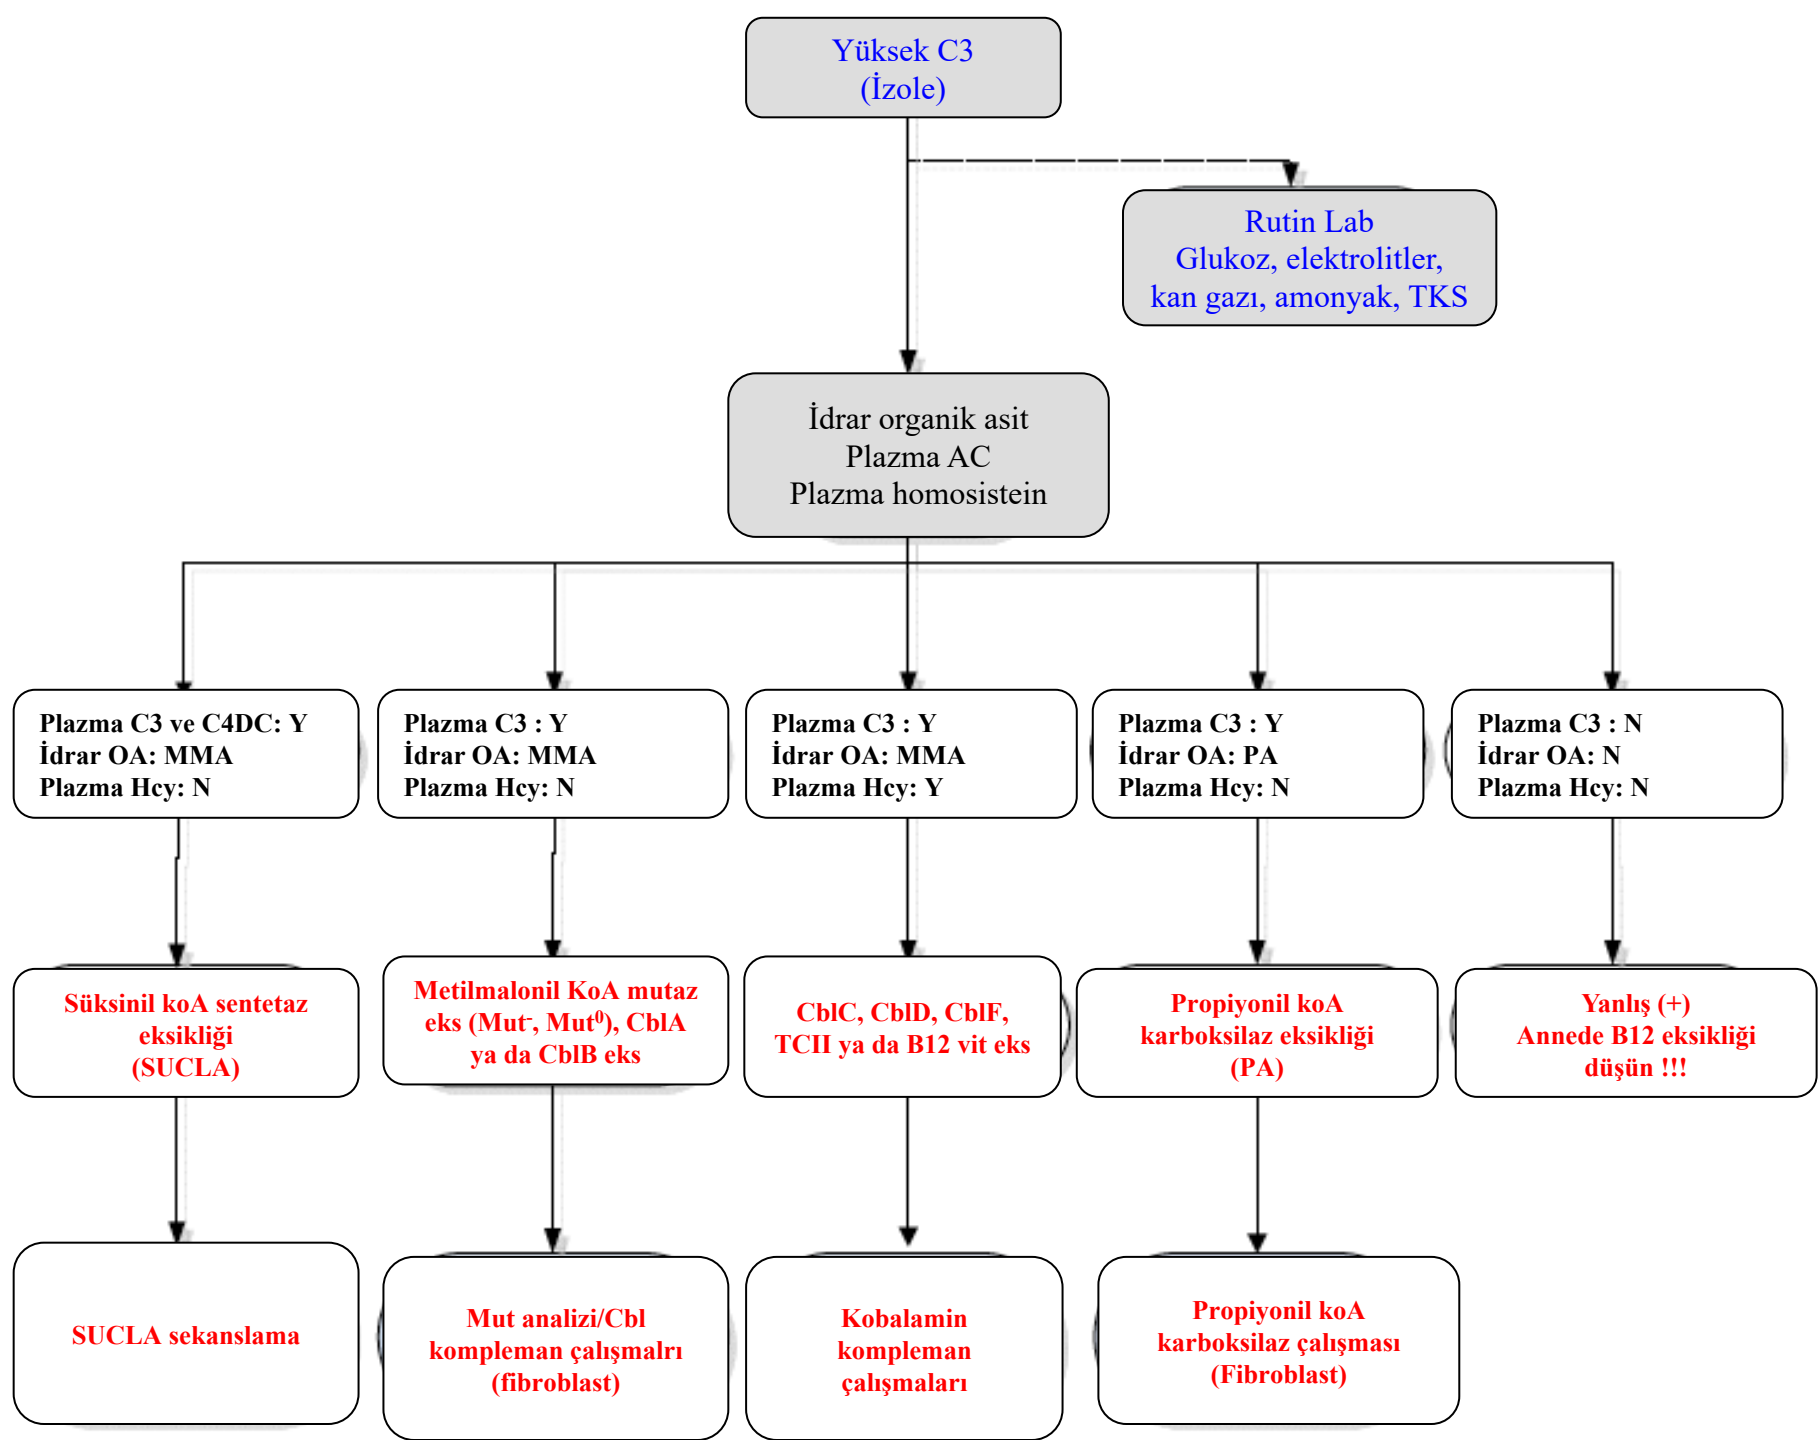 Yüksek C3
(İzole)
Rutin Lab
Glukoz, elektrolitler,
kan gazı, amonyak, TKS
İdrar organik asit
Plazma AC
Plazma homosistein
Plazma C3 ve C4DC: Y
İdrar OA: MMA
Plazma Hcy: N
Plazma C3 : Y
İdrar OA: MMA
Plazma Hcy: N
Plazma C3 : Y
İdrar OA: MMA
Plazma Hcy: Y
Plazma C3 : Y
İdrar OA: PA
Plazma Hcy: N
Plazma C3 : N
İdrar OA: N
Plazma Hcy: N
Süksinil koA sentetaz
eksikliği
(SUCLA)
Metilmalonil KoA mutaz
eks (Mut⁻, Mut⁰), CblA
ya da CblB eks
CblC, CblD, CblF,
TCII ya da B12 vit eks
Propiyonil koA
karboksilaz eksikliği
(PA)
Yanlış (+)
Annede B12 eksikliği
düşün !!!
SUCLA sekanslama
Mut analizi/Cbl
kompleman çalışmalrı
(fibroblast)
Kobalamin
kompleman
çalışmaları
Propiyonil koA
karboksilaz çalışması
(Fibroblast)